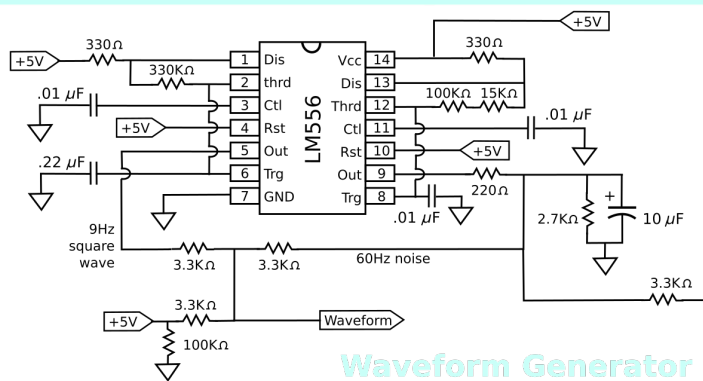 +5V
330Ω
330KΩ
.01 µF
+5V
.22 µF
1 Dis
2 thrd
3 Ctl
4 Rst
5 Out
6 Trg
7 GND
LM556
Vcc 14
Dis 13
Thrd 12
Ctl 11
Rst 10
Out 9
Trg 8
+5V
330Ω
100KΩ
15KΩ
.01 µF
+5V
220Ω
.01 µF
2.7KΩ
+
10 µF
9Hz
square
wave
3.3KΩ
3.3KΩ
60Hz noise
3.3KΩ
+5V
3.3KΩ
100KΩ
Waveform
Waveform Generator